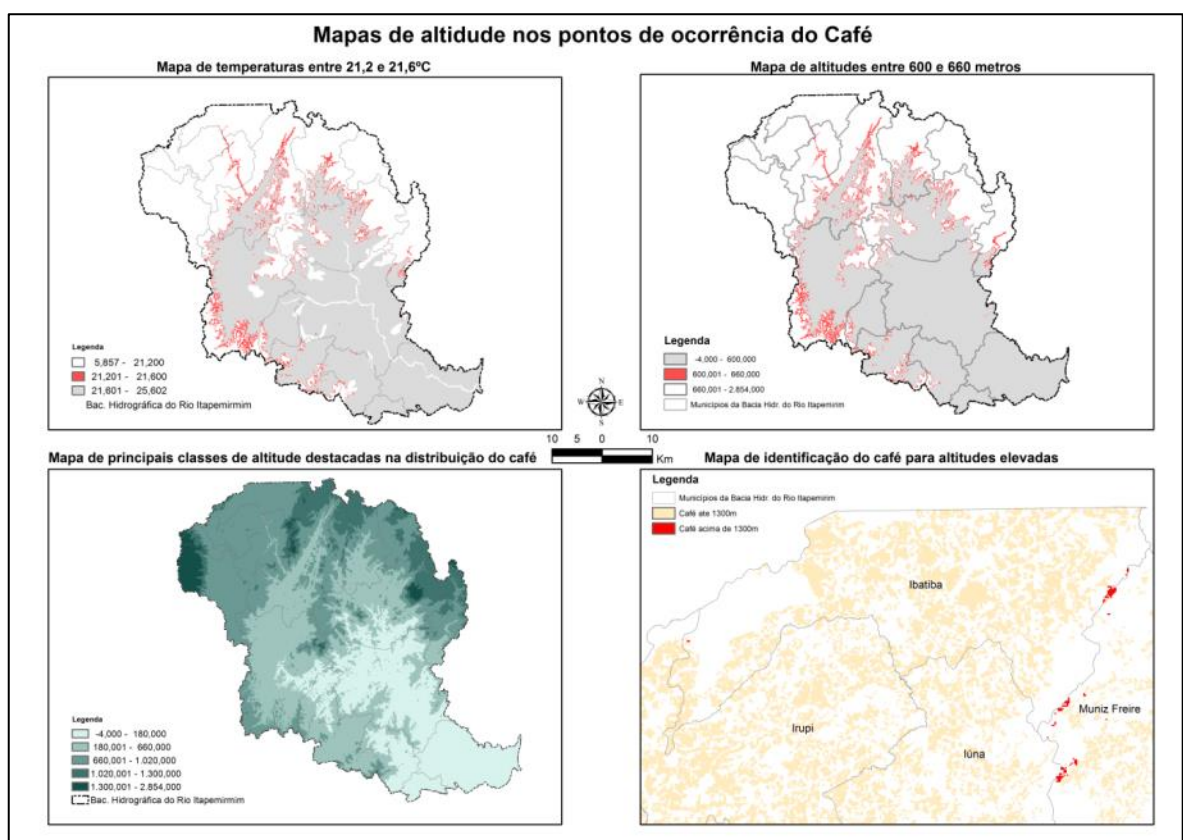 Mapas de altidude nos pontos de ocorrência do Café
Mapa de temperaturas entre 21,2 e 21,6ºC
Legenda
5,857 - 21,200
21,201 - 21,600
21,601 - 25,602
Bac. Hidrográfica do Rio Itapemirmim
Mapa de altitudes entre 600 e 660 metros
Legenda
-4,000 - 600,000
600,001 - 660,000
660,001 - 2.854,000
Municípios da Bacia Hidr. do Rio Itapemirim
N
W E
S
10 5 0 10
Km
Mapa de principais classes de altitude destacadas na distribuição do café
Legenda
-4,000 - 180,000
180,001 - 660,000
660,001 - 1.020,000
1.020,001 - 1.300,000
1.300,001 - 2.854,000
Bac. Hidrográfica do Rio Itapemirmim
Mapa de identificação do café para altitudes elevadas
Legenda
Municípios da Bacia Hidr. do Rio Itapemirim
Café ate 1300m
Café acima de 1300m
Ibatiba
Muniz Freire
Irupi
Iúna